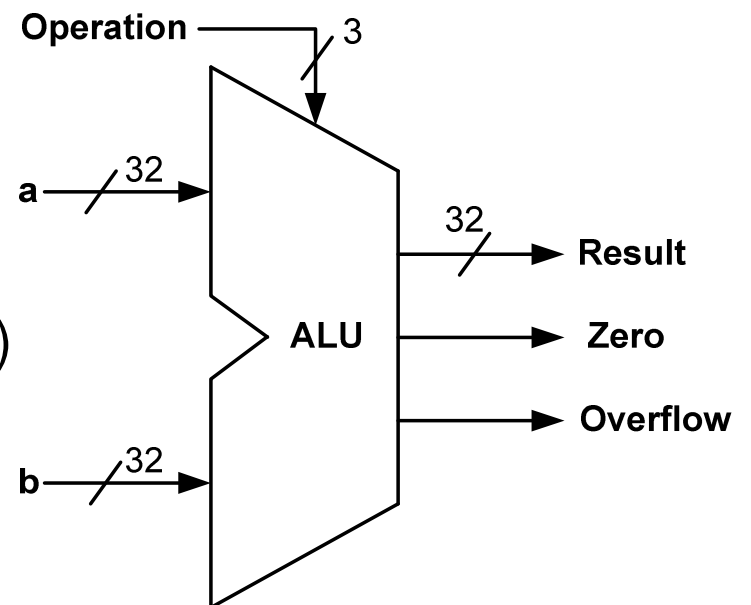 Operation
3
32
a
32
Result
)
ALU
Zero
Overflow
32
b